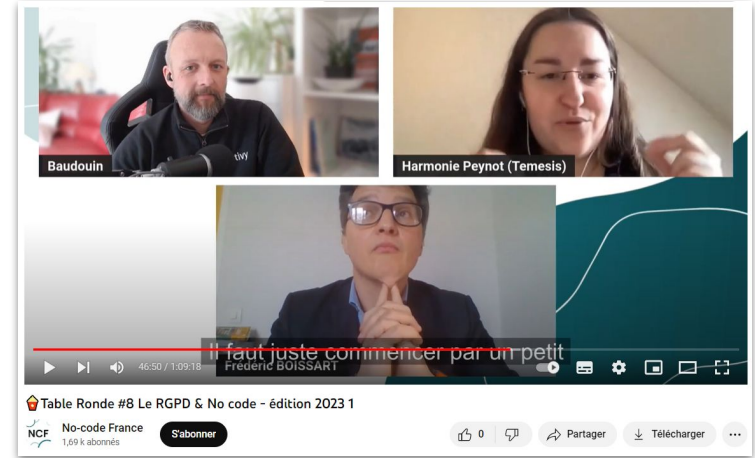 tivy
Baudouin
Harmonie Peynot (Temesis)
Il faut juste commencer par un petit
46:50 / 1:09:18
Frédéric BOISSART
Table Ronde #8 Le RGPD & No code - édition 2023 1
NCF
No-code France
1,69 k abonnés
S'abonner
0
Partager
Télécharger